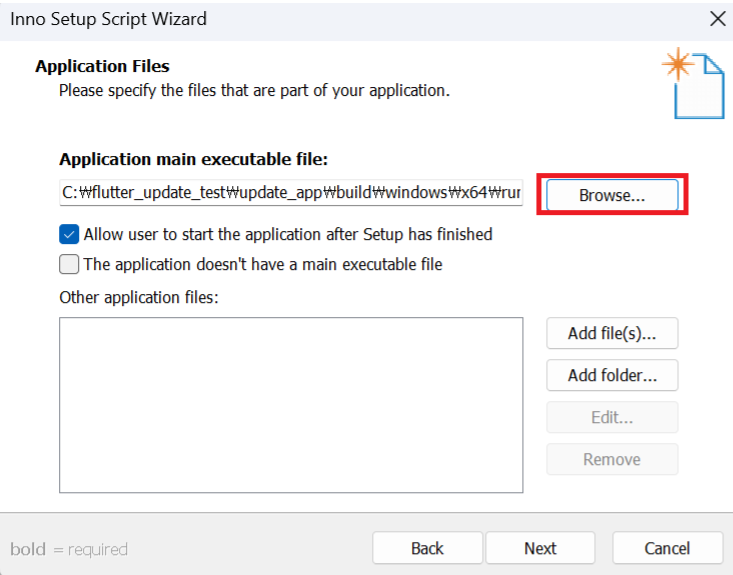 Inno Setup Script Wizard
Application Files
Please specify the files that are part of your application.
Application main executable file:
C:₩flutter_update_test₩update_app₩build₩windows₩x64₩rur
Browse...
Allow user to start the application after Setup has finished
The application doesn't have a main executable file
Other application files:
Add file(s)...
Add folder...
Edit...
Remove
bold = required
Back
Next
Cancel